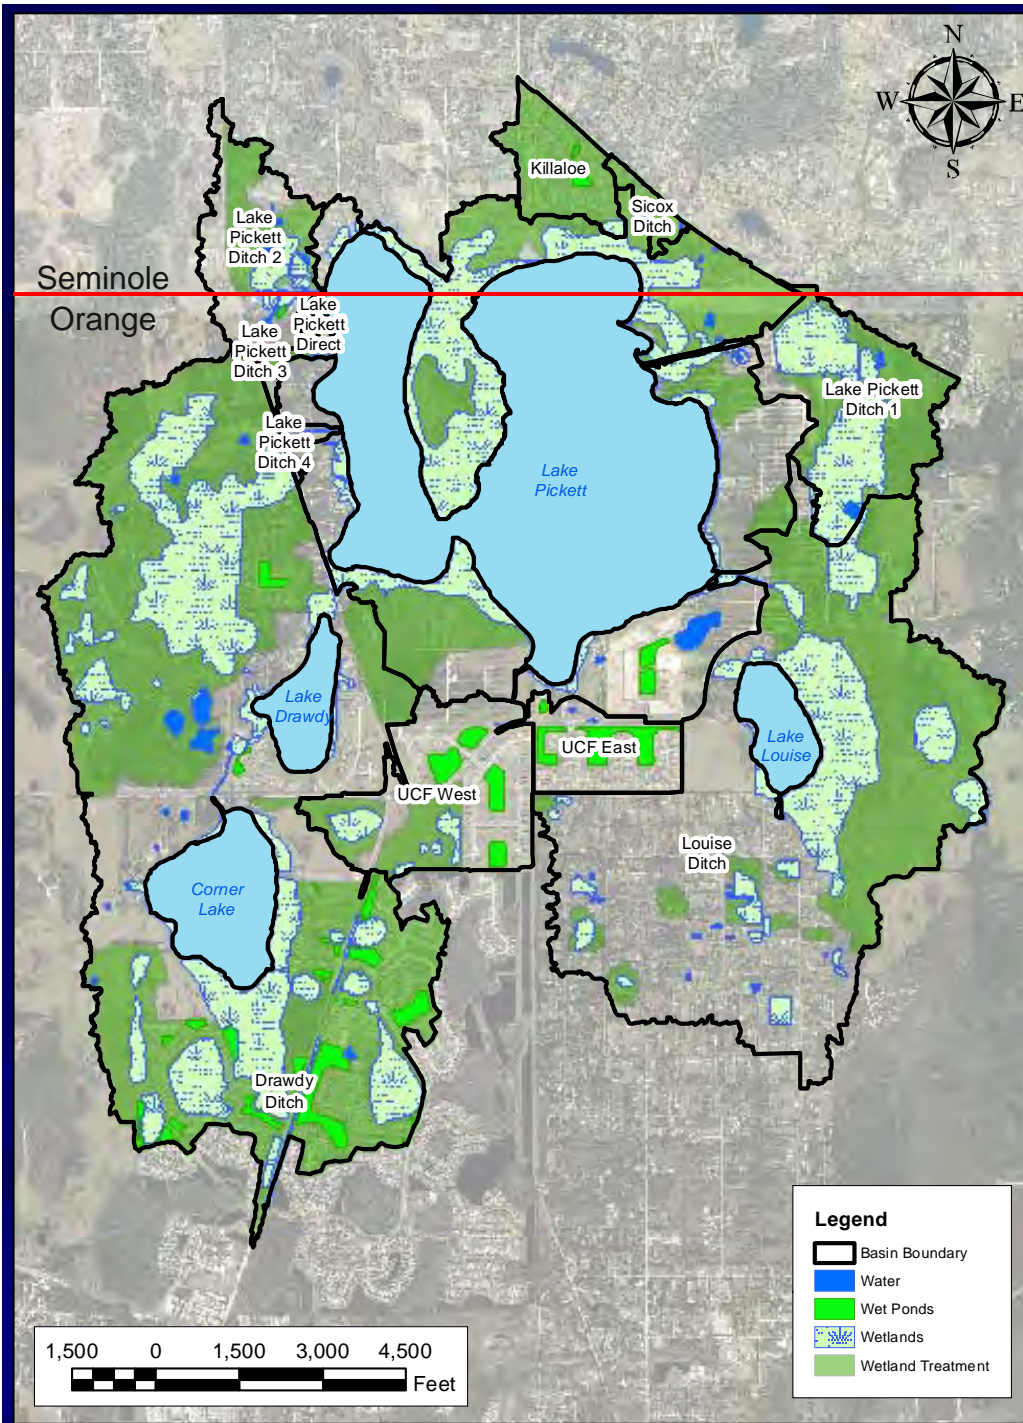 N
W
E
S
Killaloe
Sicox
Ditch
Lake
Pickett
Ditch 2
Seminole
Orange
Lake
Pickett
Direct
Lake
Pickett
Ditch 3
Lake Pickett
Ditch 1
Lake
Pickett
Ditch 4
Lake
Pickett
Lake
Drawdy
Lake
Louise
UCF East
UCF West
Louise
Ditch
Corner
Lake
Drawdy
Ditch
Legend
Basin Boundary
Water
Wet Ponds
Wetlands
Wetland Treatment
1,500 0 1,500 3,000 4,500
Feet